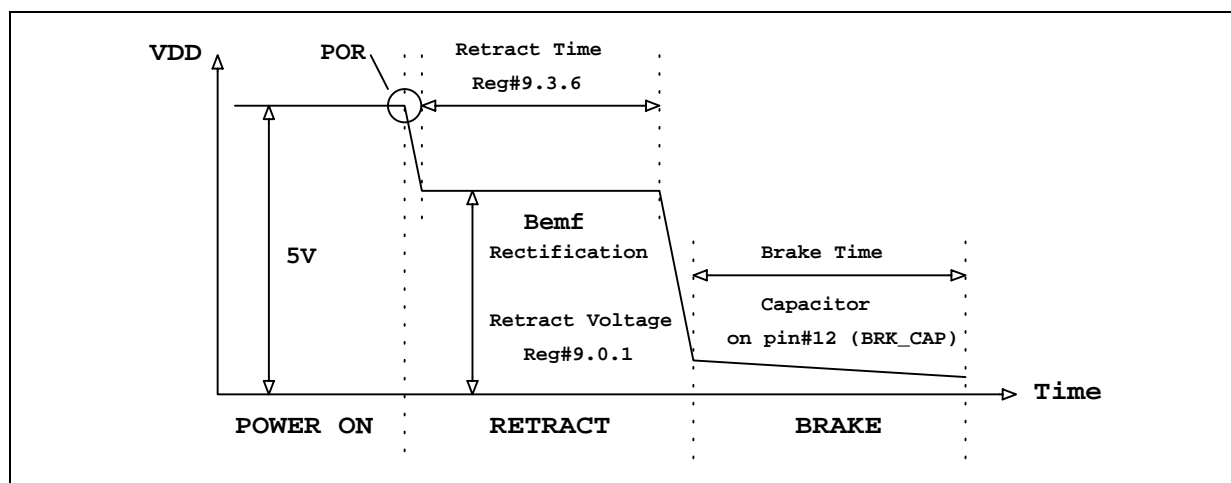 VDD
POR
Retract Time
Reg#9.3.6
5V
Bemf
Rectification
Retract Voltage
Reg#9.0.1
Brake Time
Capacitor
on pin#12 (BRK_CAP)
Time
POWER ON
RETRACT
BRAKE